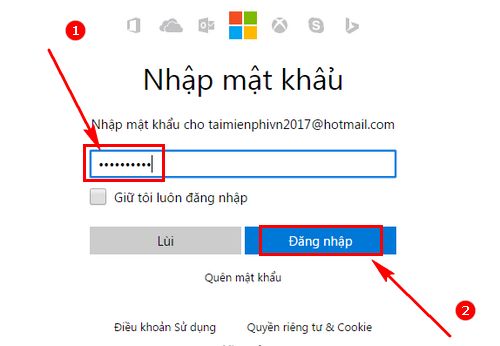 1
Nhập mật khẩu
Nhập mật khẩu cho taimienphivn2017@hotmail.com
••••••••••
Giữ tôi luôn đăng nhập
Lùi Đăng nhập
Quên mật khẩu
2
Điều khoản Sử dụng Quyền riêng tư & Cookie